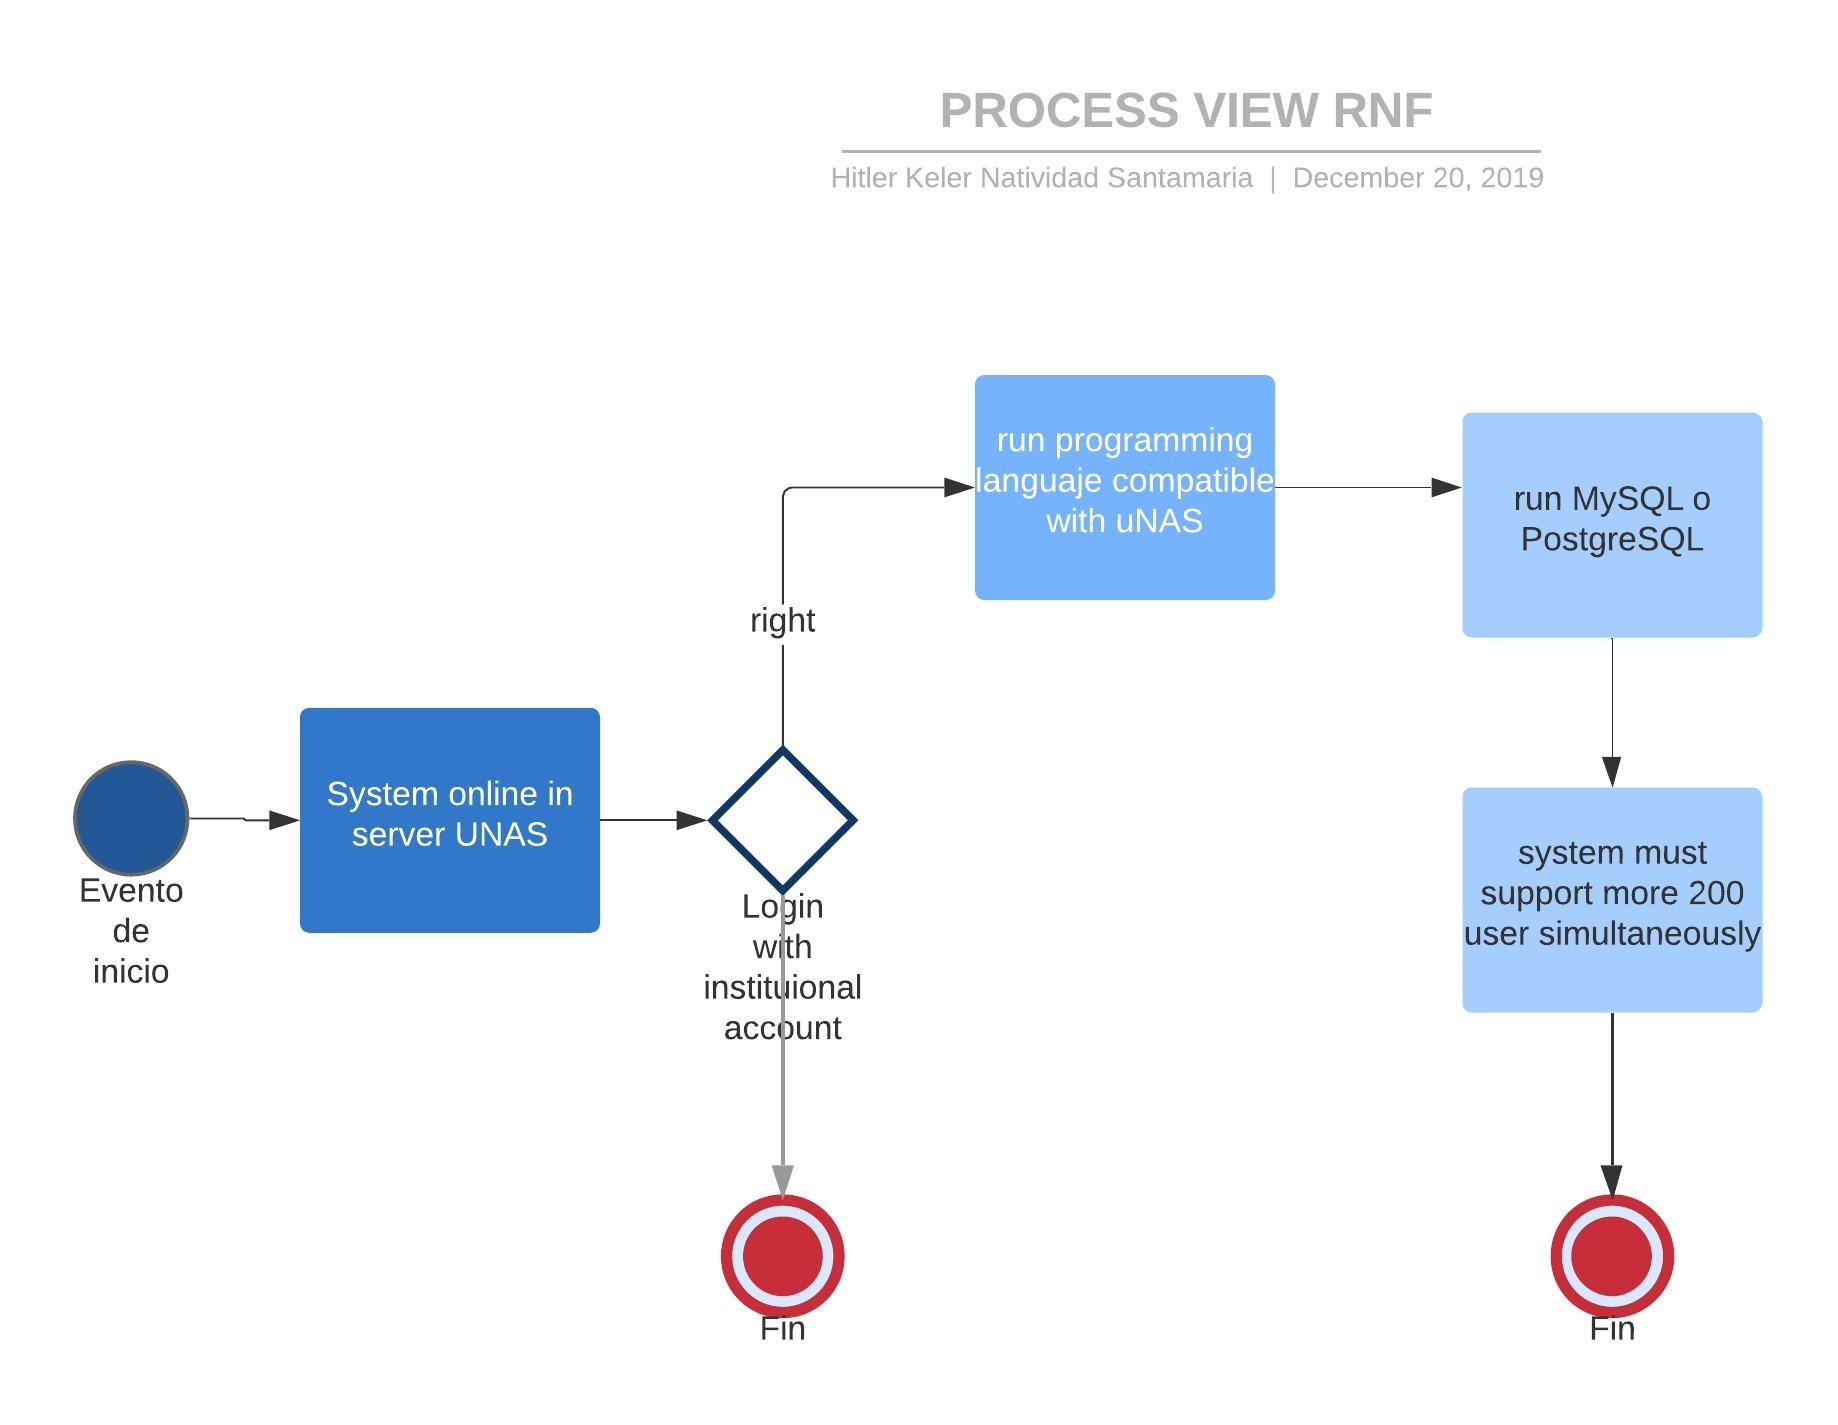 PROCESS VIEW RNF
Hitler Keler Natividad Santamaria | December 20, 2019
run programming
languaje compatible
with uNAS
run MySQL o
PostgreSQL
right
System online in
server UNAS
Evento
de
inicio
Login
with
instituional
account
system must
support more 200
user simultaneously
Fin
Fin